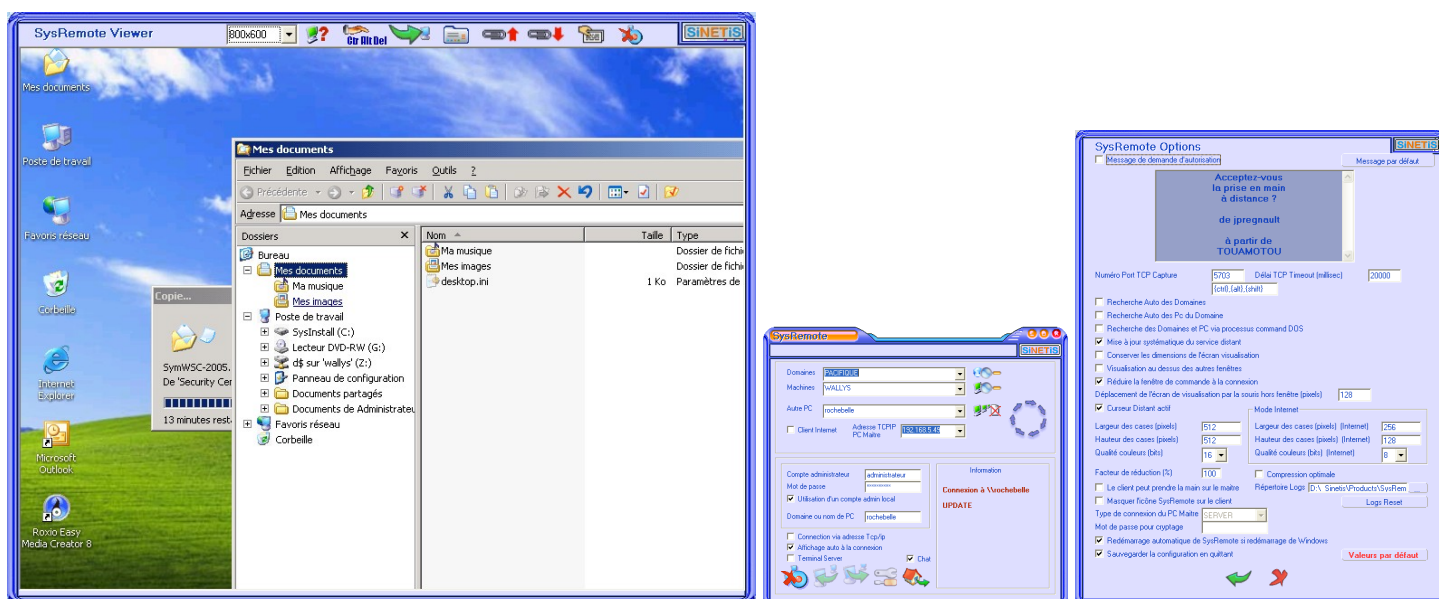 SysRemote Viewer
800x600
Ctr Alt Del
SiNETiS
Mes documents
Poste de travail
Favoris réseau
Corbeille
Internet
Explorer
Microsoft
Outlook
Roxio Easy
Media Creator 8
Copie...
SymWSC-2005.
De 'Security Cer
13 minutes rest
Mes documents
Fichier Edition Affichage Favoris Outils ?
Précédente
Adresse Mes documents
Dossiers X
Bureau
Mes documents
Ma musique
Mes images
Poste de travail
SysInstall (C:)
Lecteur DVD-RW (G:)
d$ sur 'wallys' (Z:)
Panneau de configuration
Documents partagés
Documents de Administrateu
Favoris réseau
Corbeille
Nom Taille Type
Ma musique Dossier de fichi
Mes images Dossier de fichi
desktop.ini 1 Ko Paramètres de
SysRemote
SiNETiS
Domaines PACIFIQUE
Machines WALLYS
Autre PC rochebelle
Client Internet Adresse TCP/IP
PC Maitre 192.168.5.45
Compte administrateur administrateur
Mot de passe **********
Utilisation d'un compte admin local
Domaine ou nom de PC rochebelle
Connection via adresse Tcp/ip
Affichage auto à la connexion
Terminal Server Chat
Information
Connexion à \\rochebelle
UPDATE
SysRemote Options
SiNETiS
Message de demande d'autorisation
Message par défaut
Acceptez-vous
la prise en main
à distance ?
de jpregnault
à partir de
TOUAMOTOU
Numéro Port TCP Capture 5703 Délai TCP Timeout (millisec) 20000
{ctrl},{alt},{shift}
Recherche Auto des Domaines
Recherche Auto des Pc du Domaine
Recherche des Domaines et PC via processus command DOS
Mise à jour systématique du service distant
Conserver les dimensions de l'écran visualisation
Visualisation au dessus des autres fenêtres
Réduire la fenêtre de commande à la connexion
Déplacement de l'écran de visualisation par la souris hors fenêtre (pixels) 128
Curseur Distant actif
Mode Internet
Largeur des cases (pixels) 512 Largeur des cases (pixels) (Internet) 256
Hauteur des cases (pixels) 512 Hauteur des cases (pixels) (Internet) 128
Qualité couleurs (bits) 16 Qualité couleurs (bits) (Internet) 8
Facteur de réduction (%) 100 Compression optimale
Le client peut prendre la main sur le maitre Répertoire Logs D:\ Sinetis\Products\SysRem ...
Masquer l'icône SysRemote sur le client Logs Reset
Type de connexion du PC Maitre SERVER
Mot de passe pour cryptage
Redémarrage automatique de SysRemote si redémarrage de Windows
Sauvegarder la configuration en quittant
Valeurs par défaut